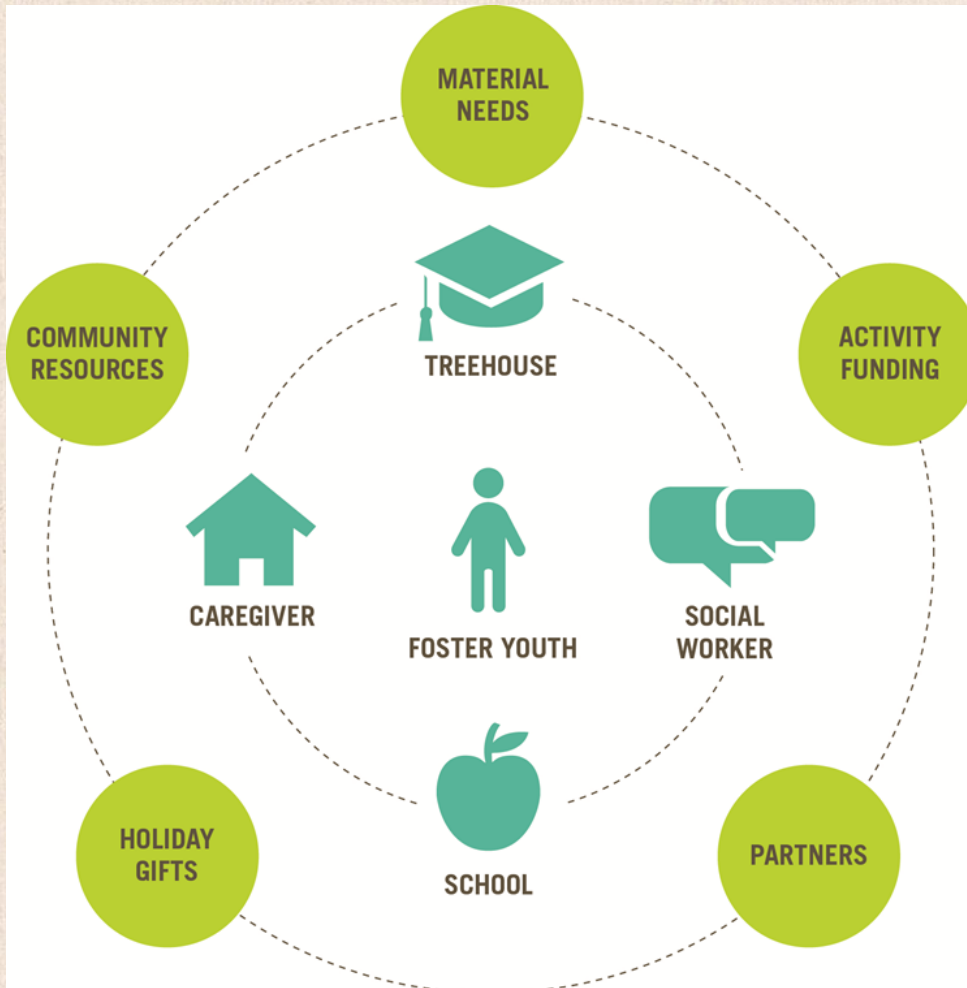 MATERIAL
NEEDS
COMMUNITY
RESOURCES
ACTIVITY
FUNDING
TREEHOUSE
CAREGIVER
FOSTER YOUTH
SOCIAL
WORKER
HOLIDAY
GIFTS
PARTNERS
SCHOOL